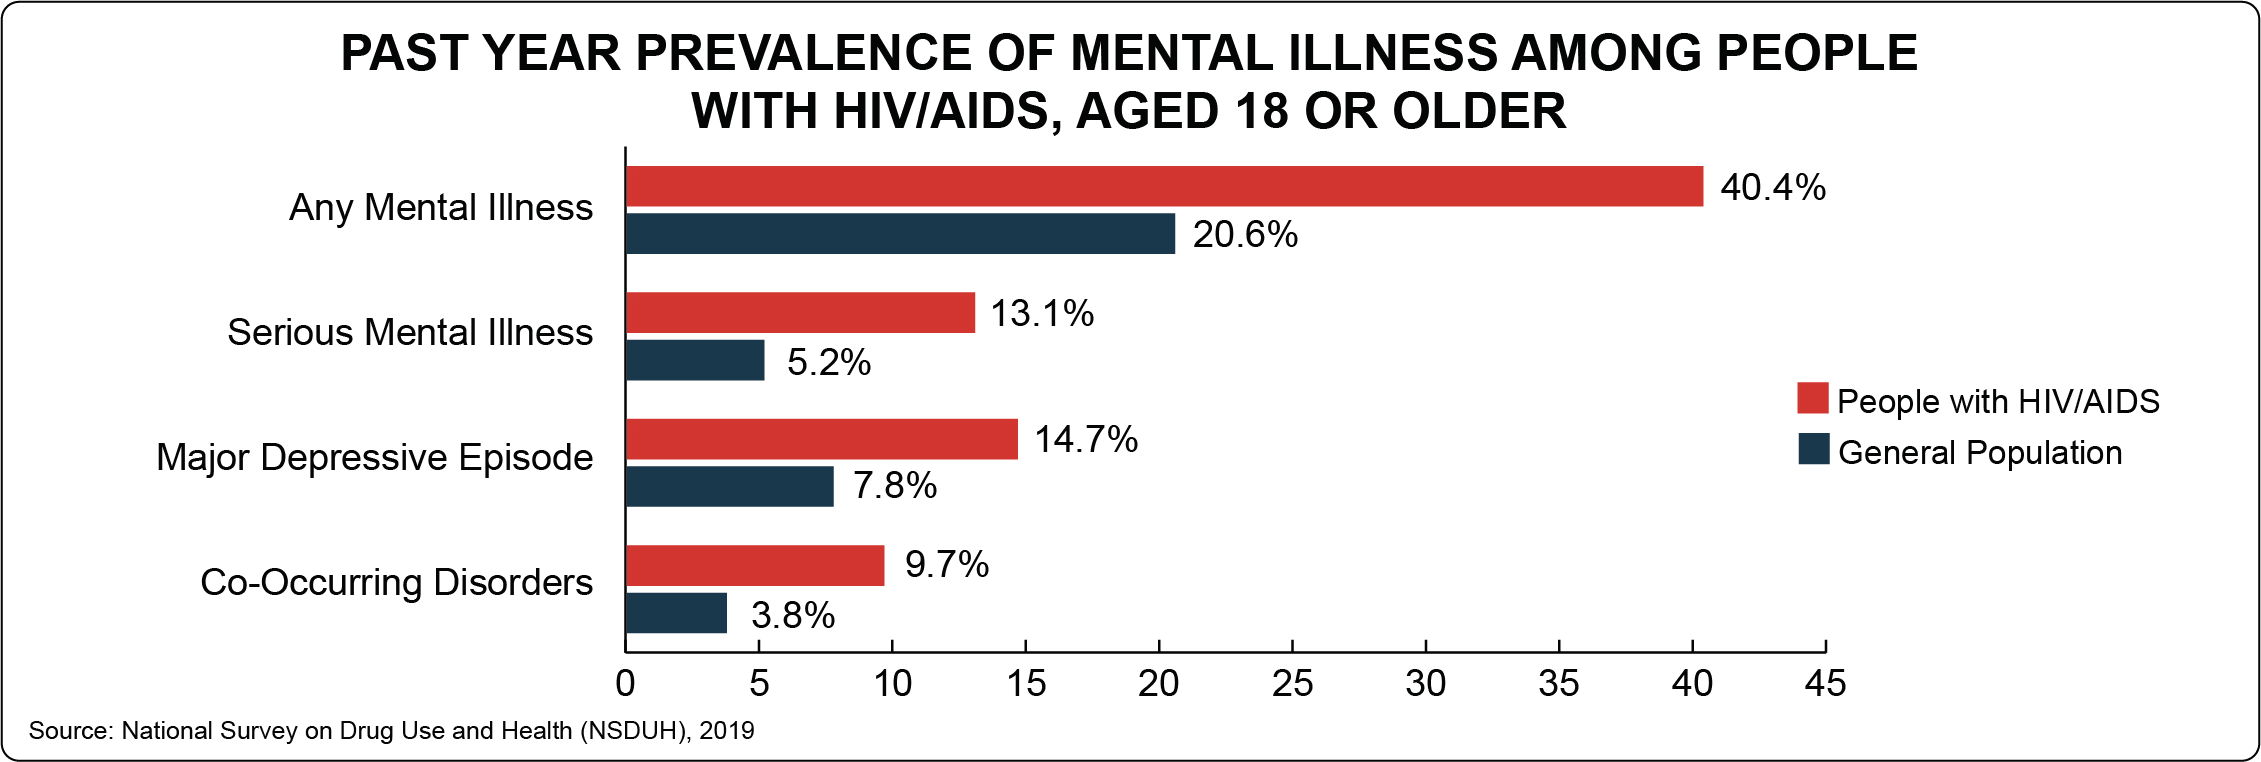 PAST YEAR PREVALENCE OF MENTAL ILLNESS AMONG PEOPLE
WITH HIV/AIDS, AGED 18 OR OLDER
Any Mental Illness
40.4%
20.6%
Serious Mental Illness
13.1%
5.2%
Major Depressive Episode
14.7%
7.8%
Co-Occurring Disorders
9.7%
3.8%
People with HIV/AIDS
General Population
0 5 10 15 20 25 30 35 40 45
Source: National Survey on Drug Use and Health (NSDUH), 2019